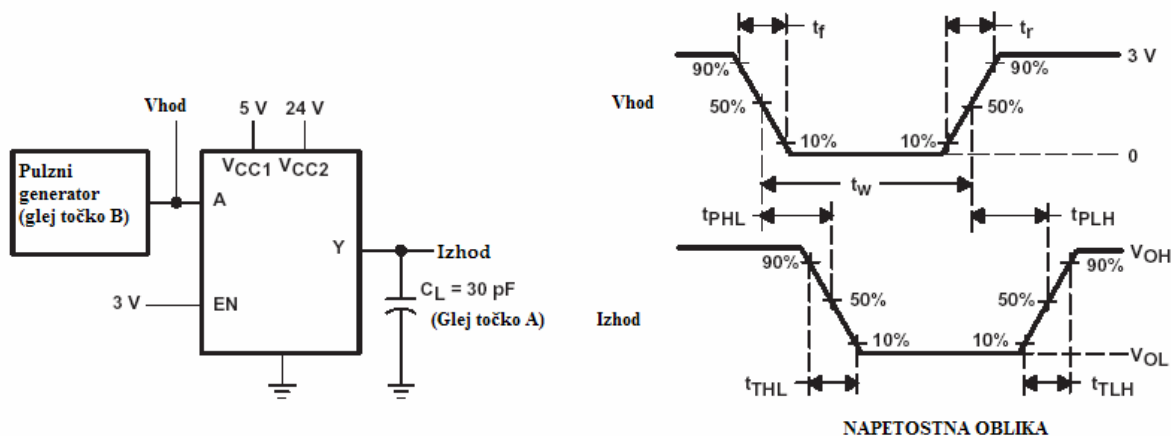 Vhod
5 V
24 V
VCC1
VCC2
Pulzni
generator
(glej točko B)
A
Y
Izhod
3 V
EN
CL = 30 pF
(Glej točko A)
tf
tr
3 V
90%
90%
Vhod
50%
50%
10%
10%
0
tw
tPHL
tPLH
VOH
90%
90%
50%
50%
Izhod
10%
10%
VOL
tTHL
tTLH
NAPETOSTNA OBLIKA